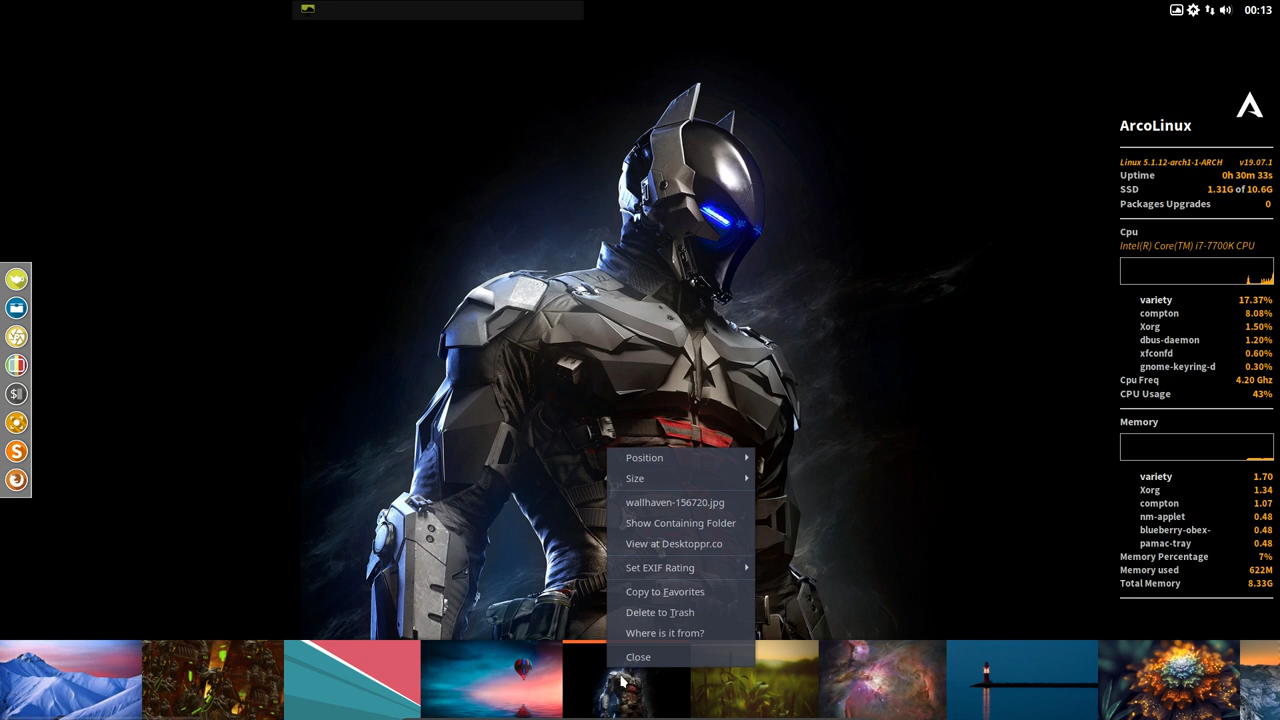 00:13
ArcoLinux
Linux 5.1.12-arch1-1-ARCH v19.07.1
Uptime 0h 30m 33s
SSD 1.31G of 10.6G
Packages Upgrades 0
Cpu
Intel(R) Core(TM) i7-7700K CPU
variety 17.37%
compton 8.08%
Xorg 1.50%
dbus-daemon 1.20%
xfconfd 0.60%
gnome-keyring-d 0.30%
Cpu Freq 4.20 Ghz
CPU Usage 43%
Memory
variety 1.70
Xorg 1.34
compton 1.07
nm-applet 0.48
blueberry-obex- 0.48
pamac-tray 0.48
Memory Percentage 7%
Memory used 622M
Total Memory 8.33G
$
S
Position
Size
wallhaven-156720.jpg
Show Containing Folder
View at Desktoppr.co
Set EXIF Rating
Copy to Favorites
Delete to Trash
Where is it from?
Close